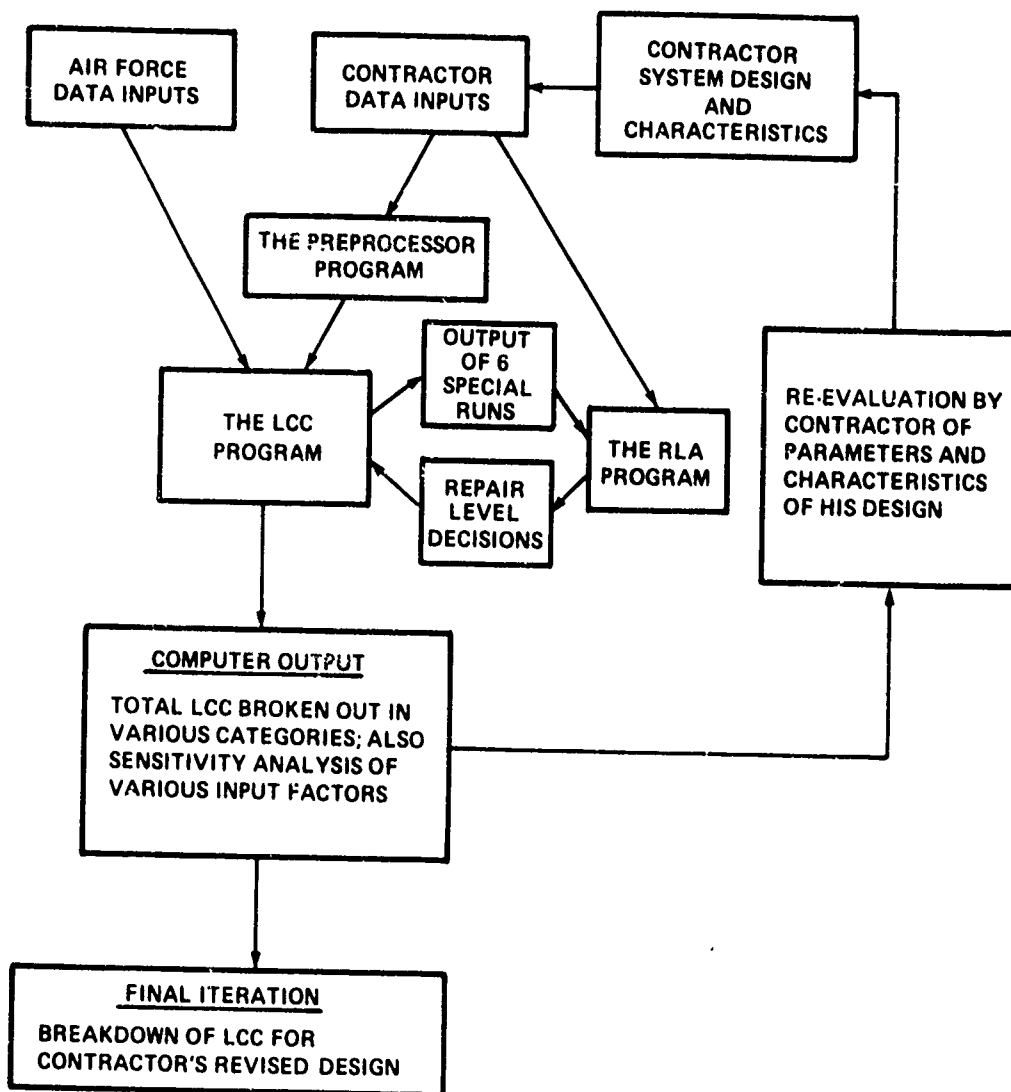 AIR FORCE
DATA INPUTS
CONTRACTOR
DATA INPUTS
CONTRACTOR
SYSTEM DESIGN
AND
CHARACTERISTICS
THE PREPROCESSOR
PROGRAM
THE LCC
PROGRAM
OUTPUT
OF 6
SPECIAL
RUNS
THE RLA
PROGRAM
REPAIR
LEVEL
DECISIONS
RE-EVALUATION BY
CONTRACTOR OF
PARAMETERS AND
CHARACTERISTICS
OF HIS DESIGN
COMPUTER OUTPUT
TOTAL LCC BROKEN OUT IN
VARIOUS CATEGORIES; ALSO
SENSITIVITY ANALYSIS OF
VARIOUS INPUT FACTORS
FINAL ITERATION
BREAKDOWN OF LCC FOR
CONTRACTOR'S REVISED DESIGN